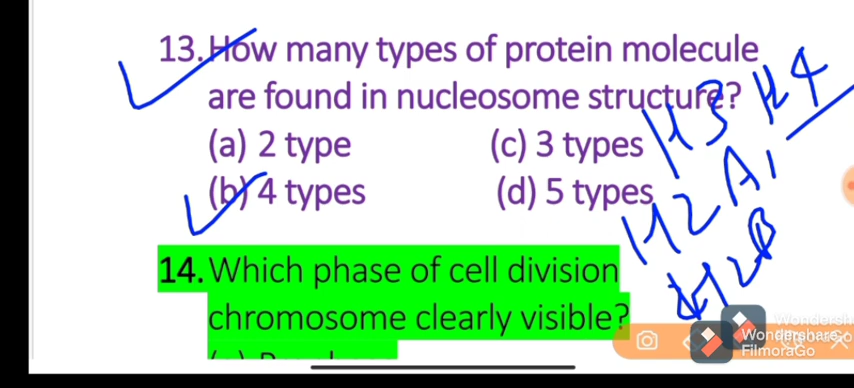 13. How many types of protein molecule
are found in nucleosome structure?
(a) 2 type (c) 3 types
(b) 4 types (d) 5 types
H3 H4
H2A,
H2B
14. Which phase of cell division
chromosome clearly visible?
Wondersh
Wondershare
FilmoraGo